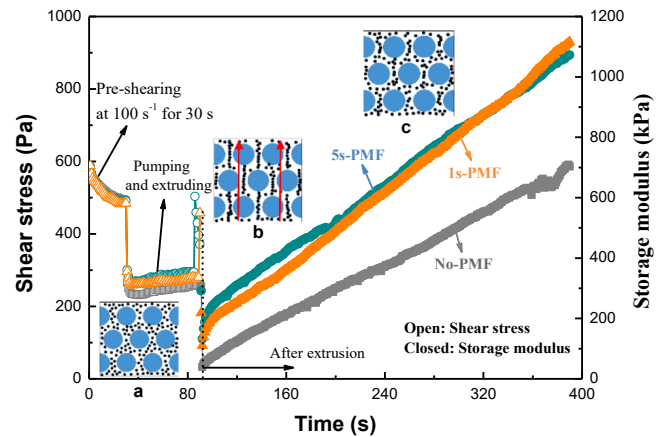 1000
800
600
400
200
0
Shear stress (Pa)
1200
1000
800
600
400
200
0
Storage modulus (kPa)
Pre-shearing
at 100 s⁻¹ for 30 s
Pumping
and extruding
a
b
c
5s-PMF
1s-PMF
No-PMF
Open: Shear stress
Closed: Storage modulus
After extrusion
0 80 160 240 320 400
Time (s)